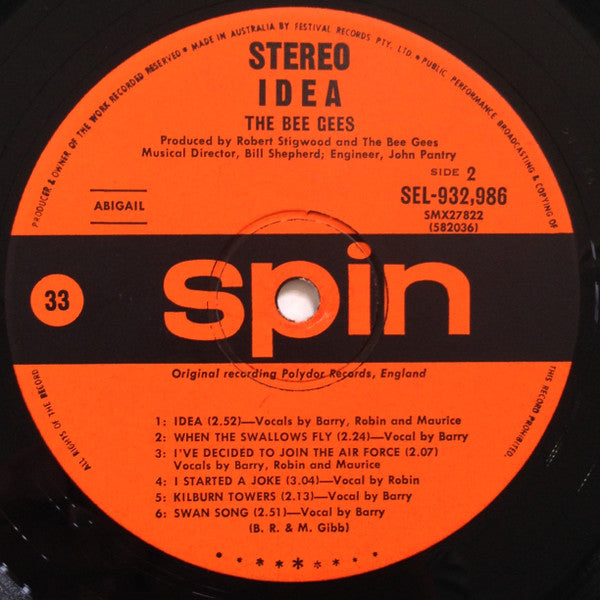 PRODUCER & OWNER OF THE WORK RECORDED RESERVED • MADE IN AUSTRALIA BY FESTIVAL RECORDS PTY. LTD. • PUBLIC PERFORMANCE BROADCASTING & COPYING OF
STEREO
IDEA
THE BEE GEES
Produced by Robert Stigwood and The Bee Gees
Musical Director, Bill Shepherd; Engineer, John Pantry
SIDE 2
ABIGAIL
SEL-932,986
SMX27822
(582036)
33
spin
Original recording Polydor Records, England
1: IDEA (2.52)—Vocals by Barry, Robin and Maurice
2: WHEN THE SWALLOWS FLY (2.24)—Vocal by Barry
3: I'VE DECIDED TO JOIN THE AIR FORCE (2.07)
Vocals by Barry, Robin and Maurice
4: I STARTED A JOKE (3.04)—Vocal by Robin
5: KILBURN TOWERS (2.13)—Vocal by Barry
6: SWAN SONG (2.51)—Vocal by Barry
(B. R. & M. Gibb)
ALL RIGHTS OF THE RECORD
THIS RECORD PROHIBITED.